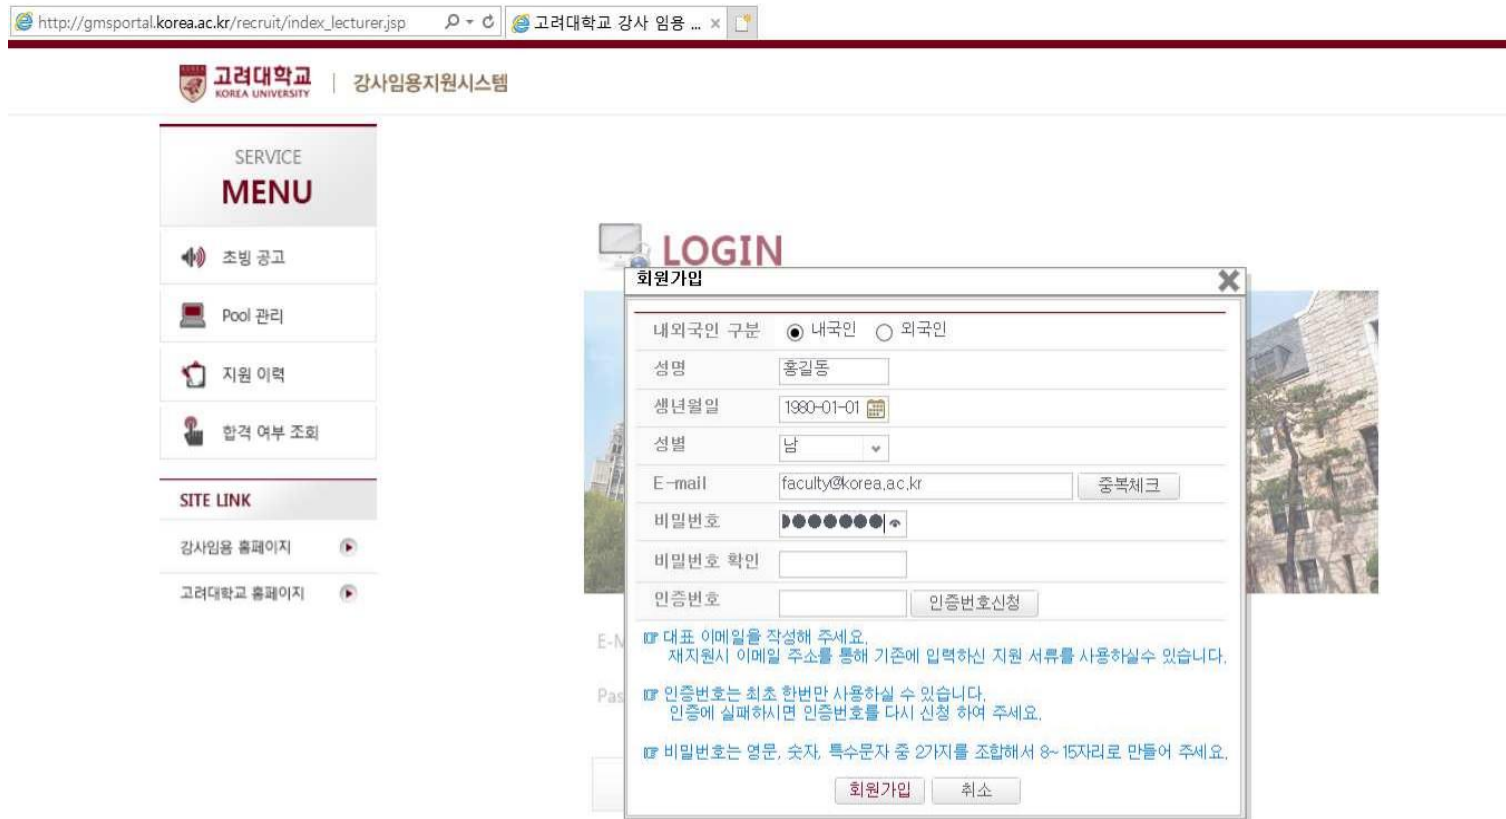 http://gmsportal.korea.ac.kr/recruit/index_lecturer.jsp
고려대학교 강사 임용 ...
고려대학교
KOREA UNIVERSITY
강사임용지원시스템
SERVICE
MENU
초빙 공고
Pool 관리
지원 이력
합격 여부 조회
SITE LINK
강사임용 홈페이지
고려대학교 홈페이지
LOGIN
회원가입
내외국인 구분 내국인 외국인
성명 홍길동
생년월일 1980-01-01
성별 남
E-mail faculty@korea.ac.kr 중복체크
비밀번호
비밀번호 확인
인증번호 인증번호신청
☞ 대표 이메일을 작성해 주세요.
재지원시 이메일 주소를 통해 기존에 입력하신 지원 서류를 사용하실수 있습니다.
☞ 인증번호는 최초 한번만 사용하실 수 있습니다.
인증에 실패하시면 인증번호를 다시 신청 하여 주세요.
☞ 비밀번호는 영문, 숫자, 특수문자 중 2가지를 조합해서 8~15자리로 만들어 주세요.
회원가입 취소
E-M
Pas